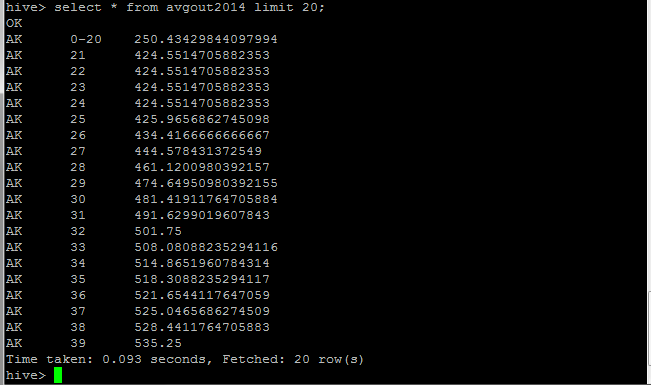 hive> select * from avgout2014 limit 20;
OK
AK 0-20 250.43429844097994
AK 21 424.5514705882353
AK 22 424.5514705882353
AK 23 424.5514705882353
AK 24 424.5514705882353
AK 25 425.9656862745098
AK 26 434.4166666666667
AK 27 444.578431372549
AK 28 461.1200980392157
AK 29 474.64950980392155
AK 30 481.41911764705884
AK 31 491.6299019607843
AK 32 501.75
AK 33 508.08088235294116
AK 34 514.8651960784314
AK 35 518.3088235294117
AK 36 521.6544117647059
AK 37 525.0465686274509
AK 38 528.4411764705883
AK 39 535.25
Time taken: 0.093 seconds, Fetched: 20 row(s)
hive>